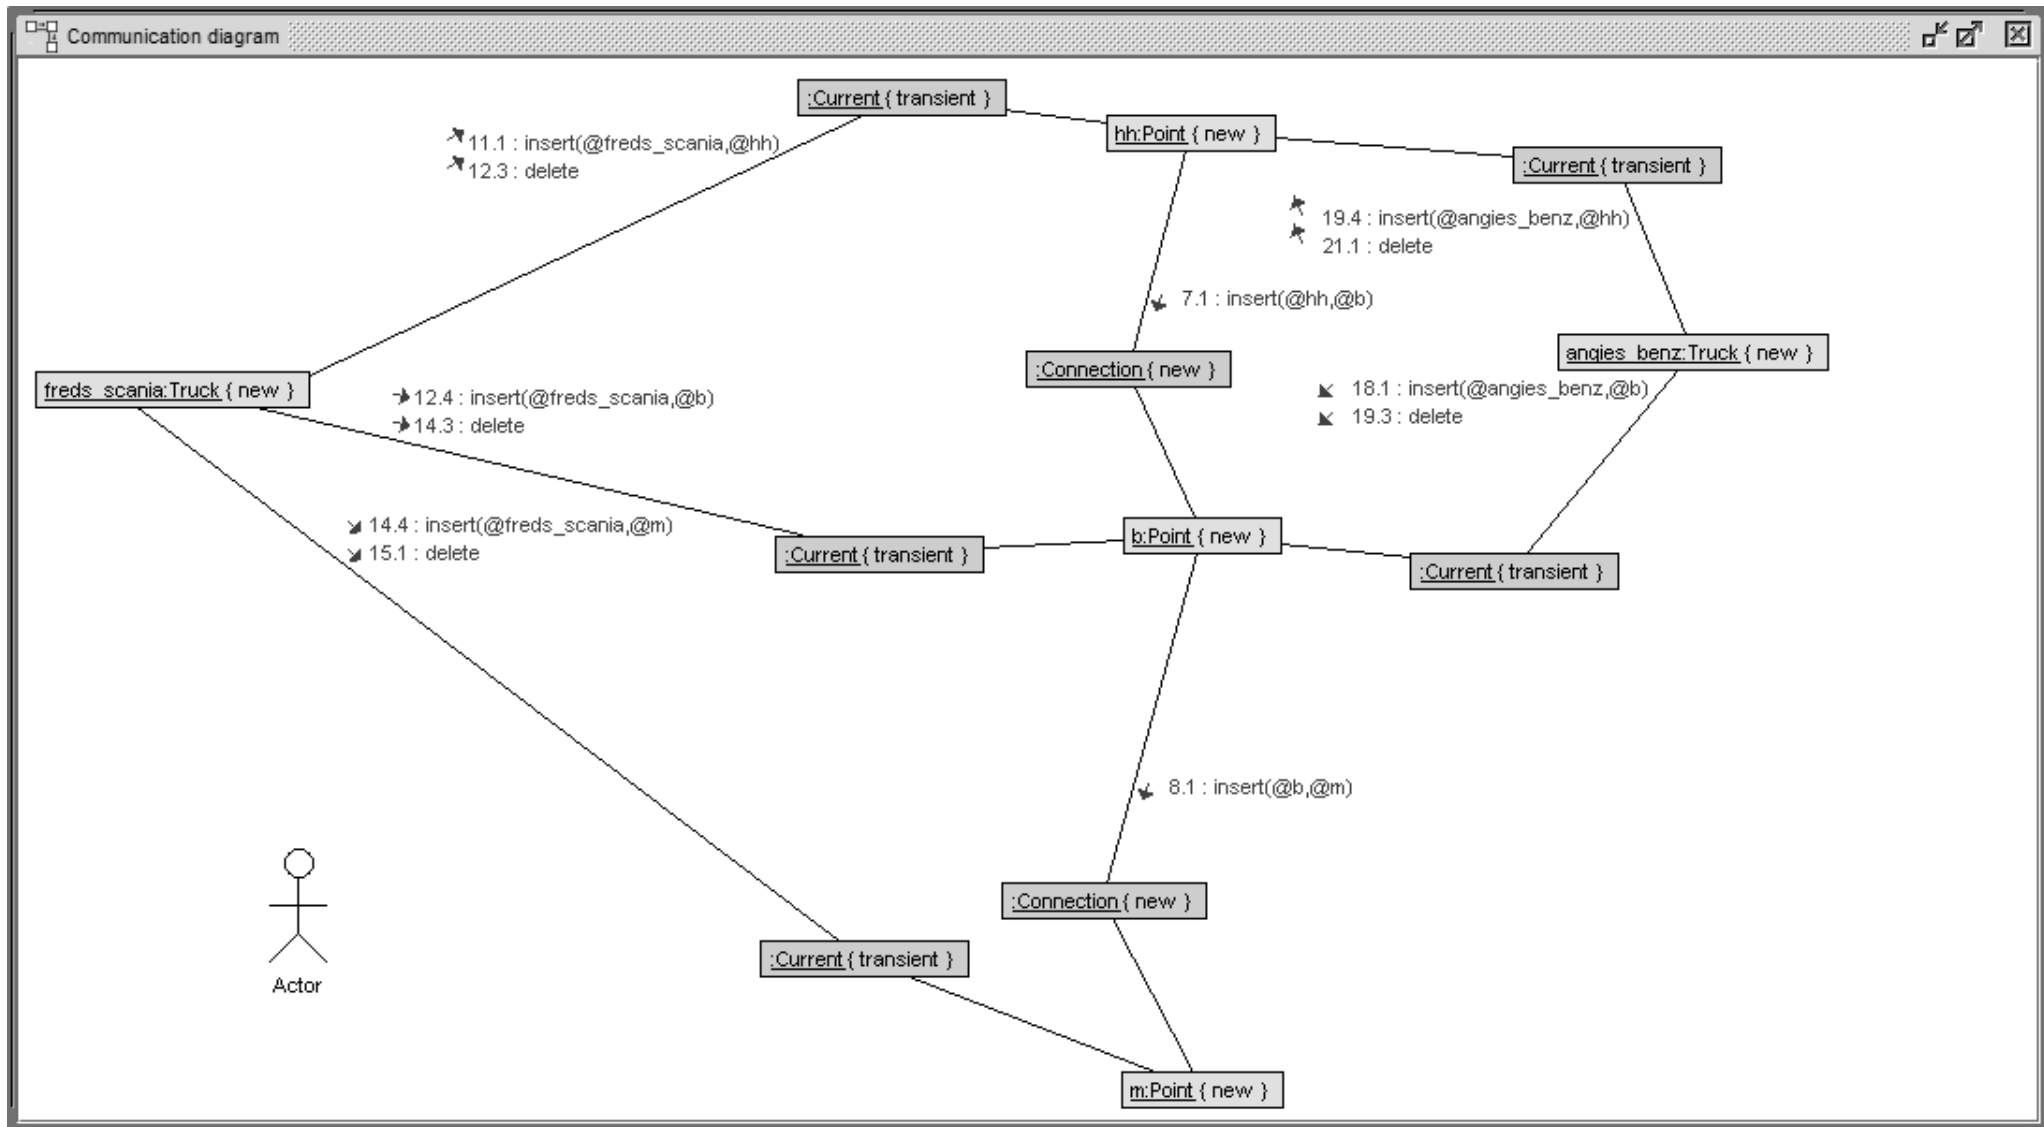 Communication diagram
:Current { transient }
hh:Point { new }
:Current { transient }
11.1 : insert(@freds_scania,@hh)
12.3 : delete
19.4 : insert(@angies_benz,@hh)
21.1 : delete
7.1 : insert(@hh,@b)
:Connection { new }
angies_benz:Truck { new }
freds_scania:Truck { new }
12.4 : insert(@freds_scania,@b)
14.3 : delete
18.1 : insert(@angies_benz,@b)
19.3 : delete
14.4 : insert(@freds_scania,@m)
15.1 : delete
:Current { transient }
b:Point { new }
:Current { transient }
8.1 : insert(@b,@m)
:Connection { new }
:Current { transient }
Actor
m:Point { new }